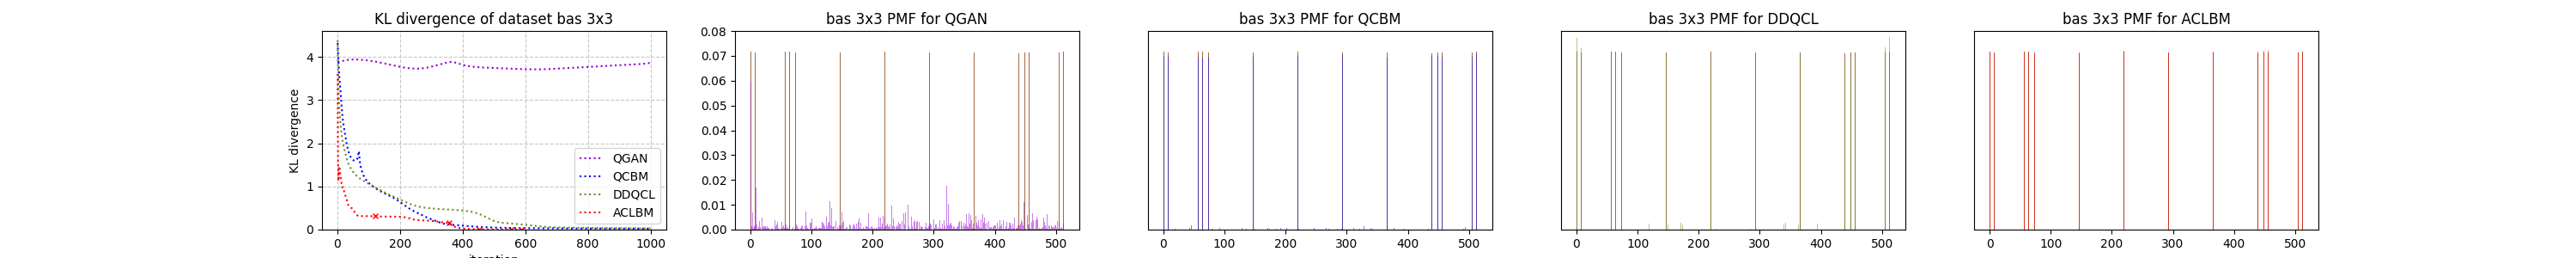 KL divergence of dataset bas 3x3
KL divergence
4
3
2
1
0
0 200 400 600 800 1000
iteration
QGAN
QCBM
DDQCL
ACLBM
bas 3x3 PMF for QGAN
0.08
0.07
0.06
0.05
0.04
0.03
0.02
0.01
0.00
0 100 200 300 400 500
bas 3x3 PMF for QCBM
0 100 200 300 400 500
bas 3x3 PMF for DDQCL
0 100 200 300 400 500
bas 3x3 PMF for ACLBM
0 100 200 300 400 500